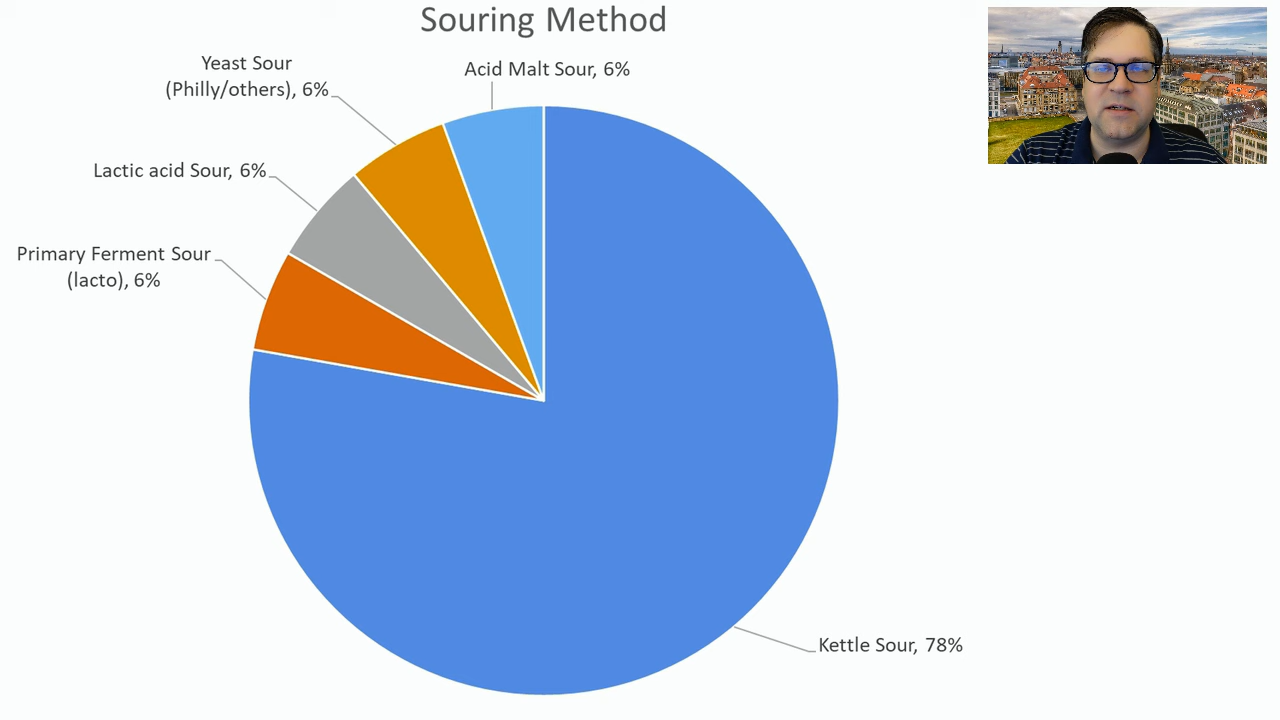 Souring Method
Yeast Sour
(Philly/others), 6%
Acid Malt Sour, 6%
Lactic acid Sour, 6%
Primary Ferment Sour
(lacto), 6%
Kettle Sour, 78%